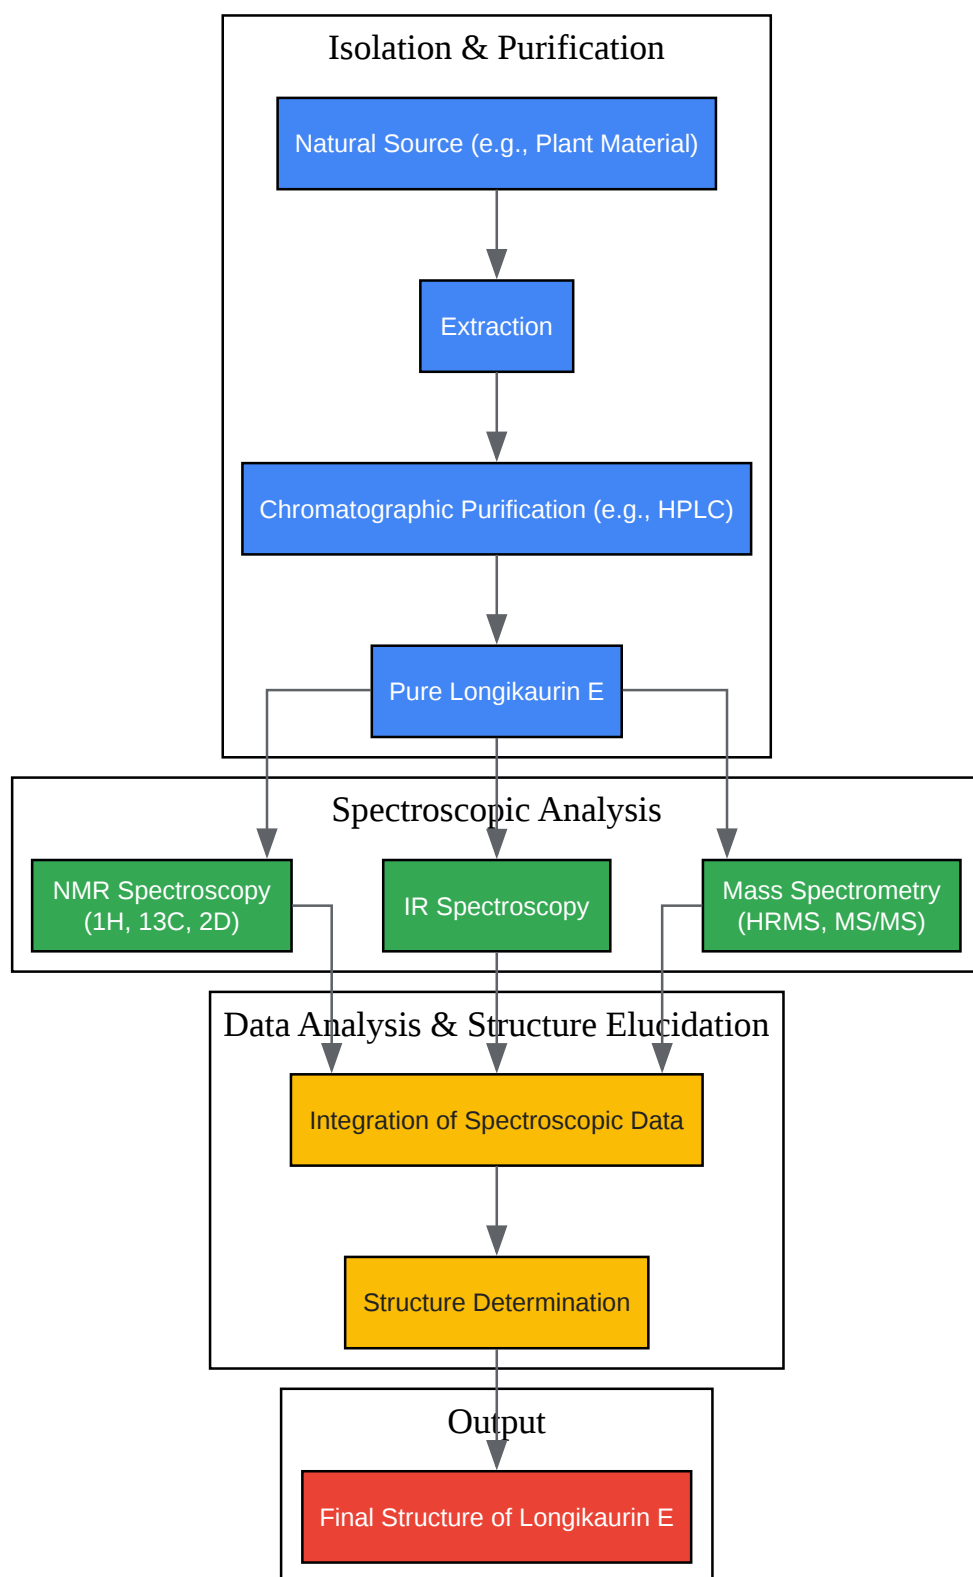 Isolation & Purification
Natural Source (e.g., Plant Material)
Extraction
Chromatographic Purification (e.g., HPLC)
Pure Longikaurin E
Spectroscopic Analysis
NMR Spectroscopy
(1H, 13C, 2D)
IR Spectroscopy
Mass Spectrometry
(HRMS, MS/MS)
Data Analysis & Structure Elucidation
Integration of Spectroscopic Data
Structure Determination
Output
Final Structure of Longikaurin E